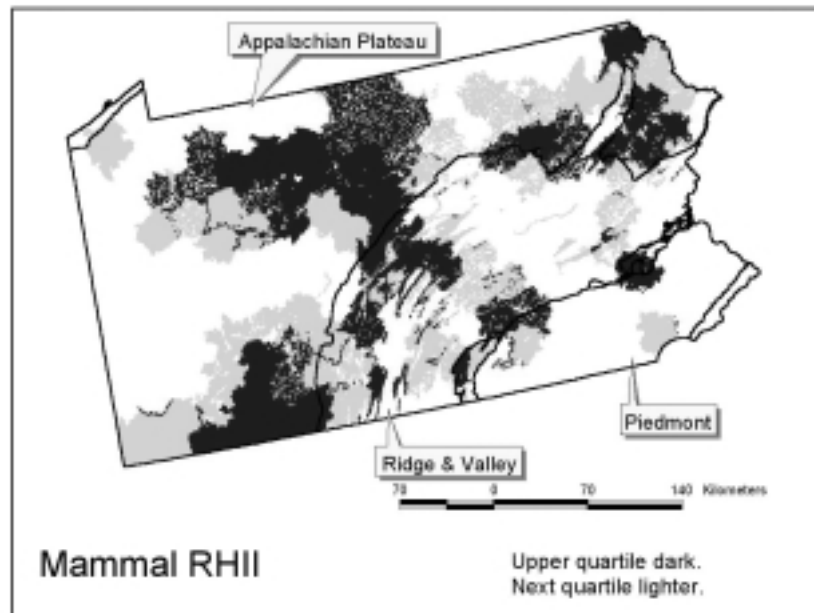 Appalachian Plateau
Piedmont
Ridge & Valley
70 0 70 140 Kilometers
Mammal RHII
Upper quartile dark.
Next quartile lighter.